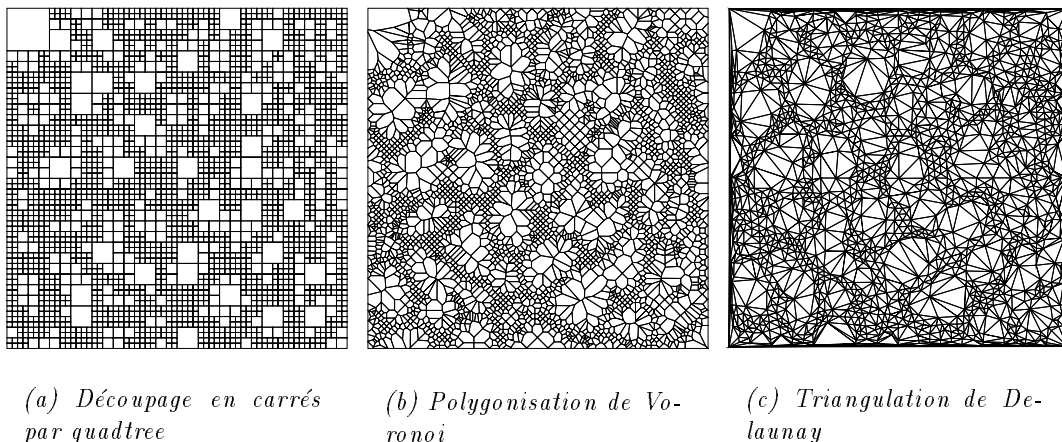 (a) Découpage en carrés
par quadtree
(b) Polygonisation de Vo-
ronoi
(c) Triangulation de De-
launay